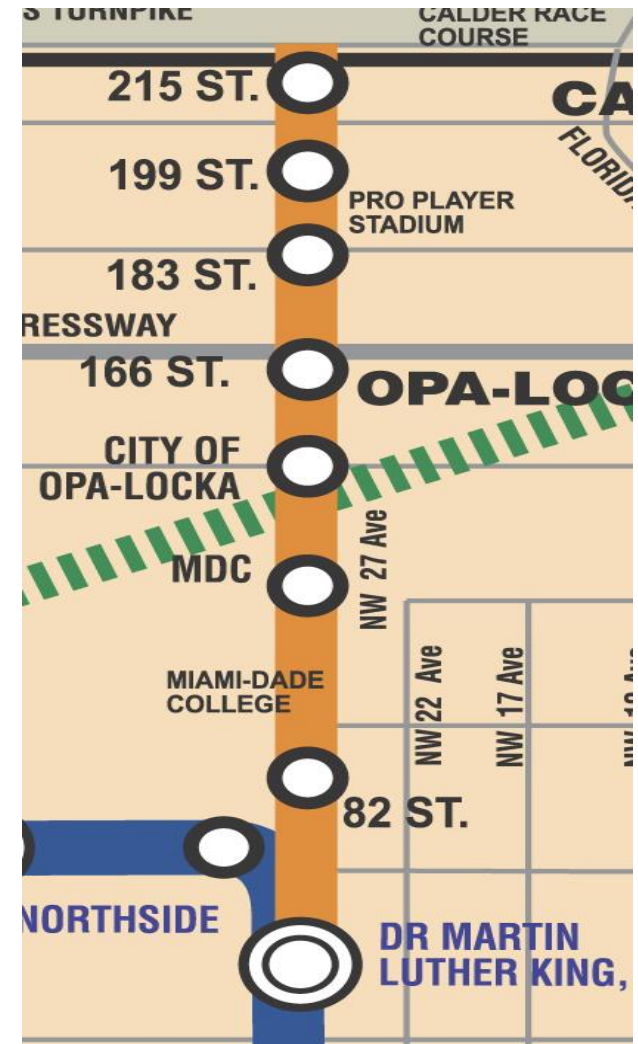 S TURNPIKE
CALDER RACE
COURSE
215 ST.
CA
FLORIDA
199 ST.
PRO PLAYER
STADIUM
183 ST.
RESSWAY
166 ST.
OPA-LOC
CITY OF
OPA-LOCKA
MDC
NW 27 Ave
MIAMI-DADE
COLLEGE
NW 22 Ave
NW 17 Ave
82 ST.
NORTHSIDE
DR MARTIN
LUTHER KING,